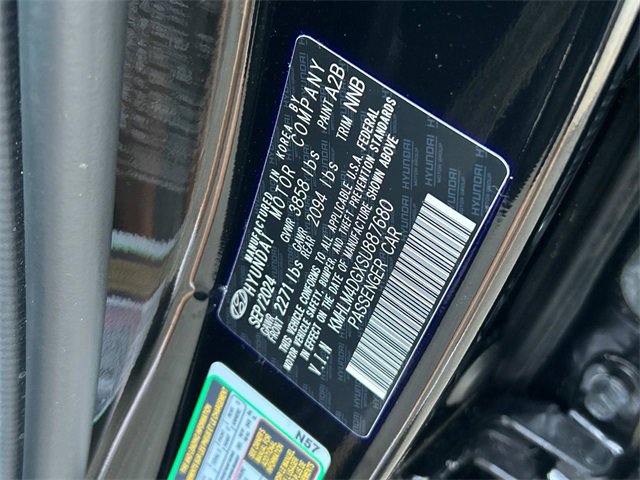 MANUFACTURED IN KOREA BY
HYUNDAI MOTOR COMPANY
SEP/2024 GVWR 3858 lbs PAINT A2B
GAWR FRONT 2271 lbs GAWR REAR 2094 lbs TRIM NNB
THIS VEHICLE CONFORMS TO ALL APPLICABLE U.S.A. FEDERAL
MOTOR VEHICLE SAFETY, BUMPER, AND THEFT PREVENTION STANDARDS
IN EFFECT ON THE DATE OF MANUFACTURE SHOWN ABOVE
V.I.N KMHLM4DGXSU887680
PASSENGER CAR
HYUNDAI
N57